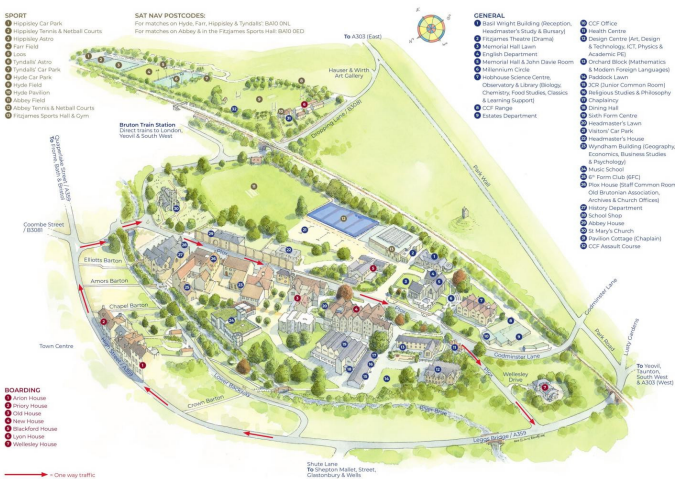 SPORT
1 Hippisley Car Park
2 Hippisley Tennis & Netball Courts
3 Hippisley Astro
4 Farr Field
5 Loos
6 Tyndalls' Astro
7 Tyndalls' Car Park
8 Hyde Car Park
9 Hyde Field
10 Hyde Pavilion
11 Abbey Field
12 Abbey Tennis & Netball Courts
13 Fitzjames Sports Hall & Gym
SAT NAV POSTCODES:
For matches on Hyde, Farr, Hippisley & Tyndalls': BA10 0NL
For matches on Abbey & in the Fitzjames Sports Hall: BA10 0ED
GENERAL
1 Basil Wright Building (Reception,
Headmaster's Study & Bursary)
2 Fitzjames Theatre (Drama)
3 Memorial Hall Lawn
4 English Department
5 Memorial Hall & John Davie Room
6 Millennium Circle
7 Hobhouse Science Centre,
Observatory & Library (Biology,
Chemistry, Food Studies, Classics
& Learning Support)
8 CCF Range
9 Estates Department
10 CCF Office
11 Health Centre
12 Design Centre (Art, Design
& Technology, ICT, Physics &
Academic PE)
13 Orchard Block (Mathematics
& Modern Foreign Languages)
14 Paddock Lawn
15 JCR (Junior Common Room)
16 Religious Studies & Philosophy
17 Chaplaincy
18 Dining Hall
19 Sixth Form Centre
20 Headmaster's Lawn
21 Visitors' Car Park
22 Headmaster's House
23 Wyndham Building (Geography,
Economics, Business Studies
& Psychology)
24 Music School
25 6th Form Club (6FC)
26 Plox House (Staff Common Room,
Old Brutonian Association,
Archives & Church Offices)
27 History Department
28 School Shop
29 Abbey House
30 St Mary's Church
31 Pavilion Cottage (Chaplain)
32 CCF Assault Course
To A303 (East)
Hauser & Wirth
Art Gallery
Dropping Lane / B3081
Bruton Train Station
Direct trains to London,
Yeovil & South West
Quaperlake Street / A359
To Frome, Bath & Bristol
Coombe Street
/ B3081
Elliotts Barton
Amors Barton
Chapel Barton
Town Centre
Lower Backway
Crown Barton
Plox
Park Wall
Godminster Lane
Godminster Lane
Park Road
Lusty Gardens
Wellesley
Drive
To Yeovil,
Taunton,
South West
& A303 (West)
Legge Bridge / A359
Shute Lane
To Shepton Mallet, Street,
Glastonbury & Wells
BOARDING
1 Arion House
2 Priory House
3 Old House
4 New House
5 Blackford House
6 Lyon House
7 Wellesley House
= One way traffic